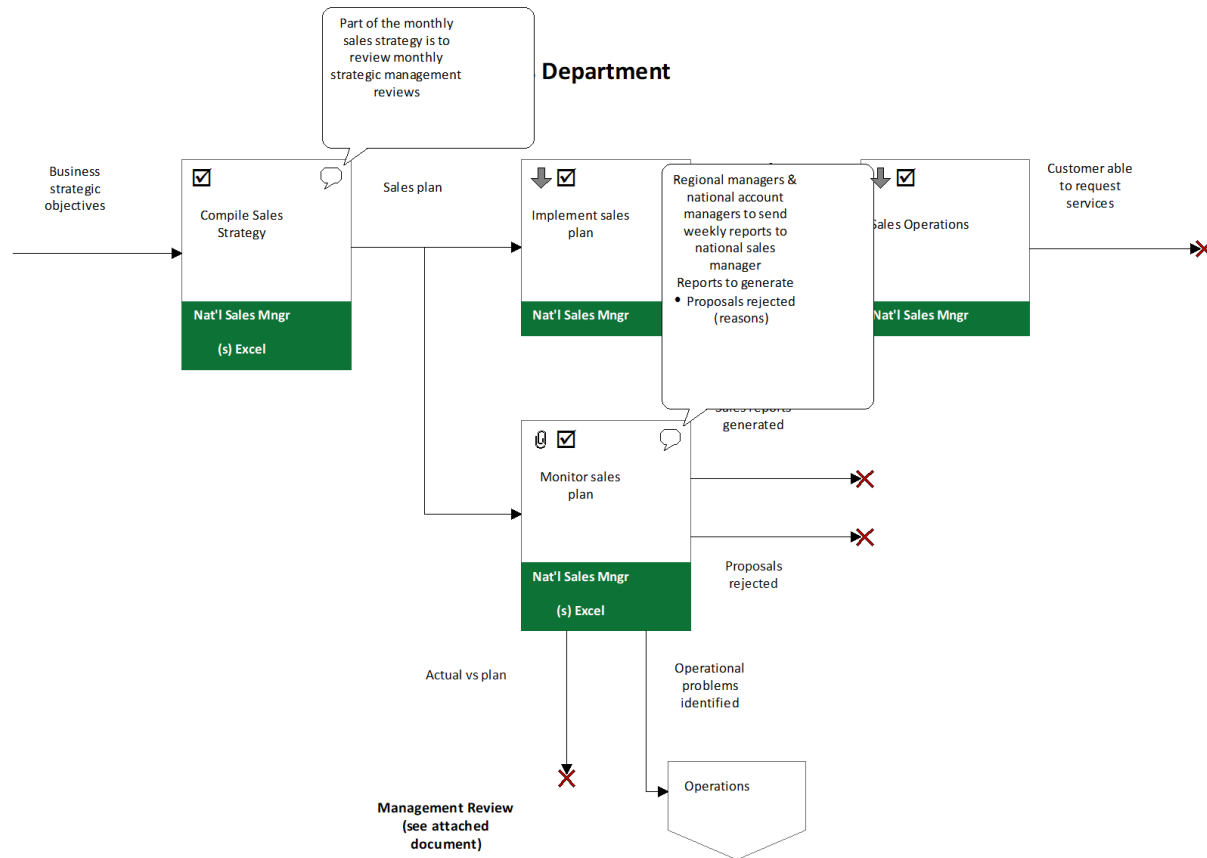 Part of the monthly
sales strategy is to
review monthly
strategic management
reviews
Department
Business
strategic
objectives
Compile Sales
Strategy
Nat'l Sales Mngr
(s) Excel
Sales plan
Implement sales
plan
Nat'l Sales Mngr
Regional managers &
national account
managers to send
weekly reports to
national sales
manager
Reports to generate
• Proposals rejected
(reasons)
Sales Operations
Nat'l Sales Mngr
Customer able
to request
services
Sales reports
generated
Monitor sales
plan
Nat'l Sales Mngr
(s) Excel
Proposals
rejected
Actual vs plan
Operational
problems
identified
Management Review
(see attached
document)
Operations